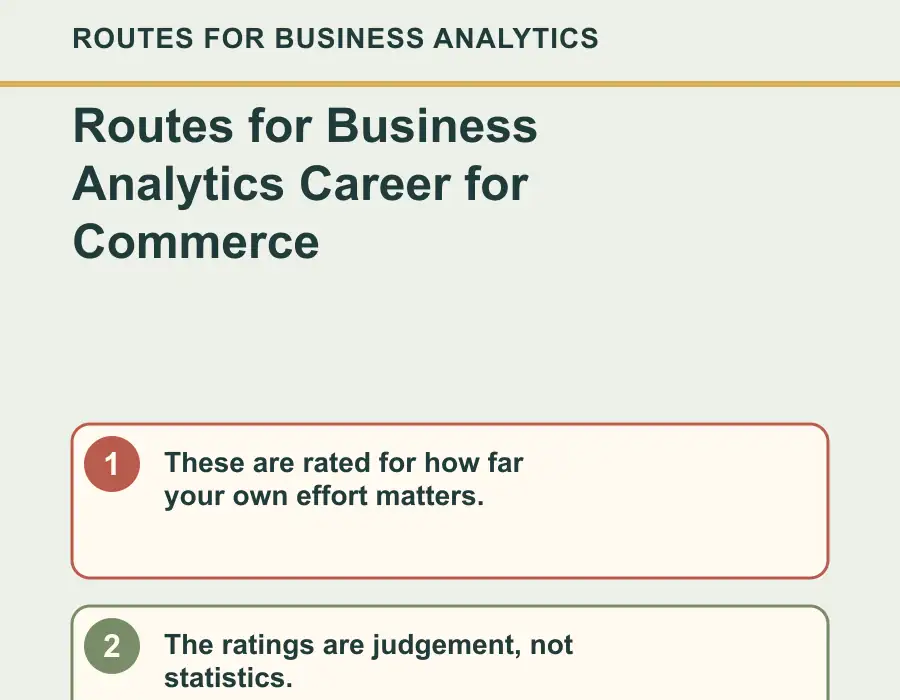 ROUTES FOR BUSINESS ANALYTICS
Routes for Business
Analytics Career for
Commerce
1
These are rated for how far
your own effort matters.
2
The ratings are judgement, not
statistics.